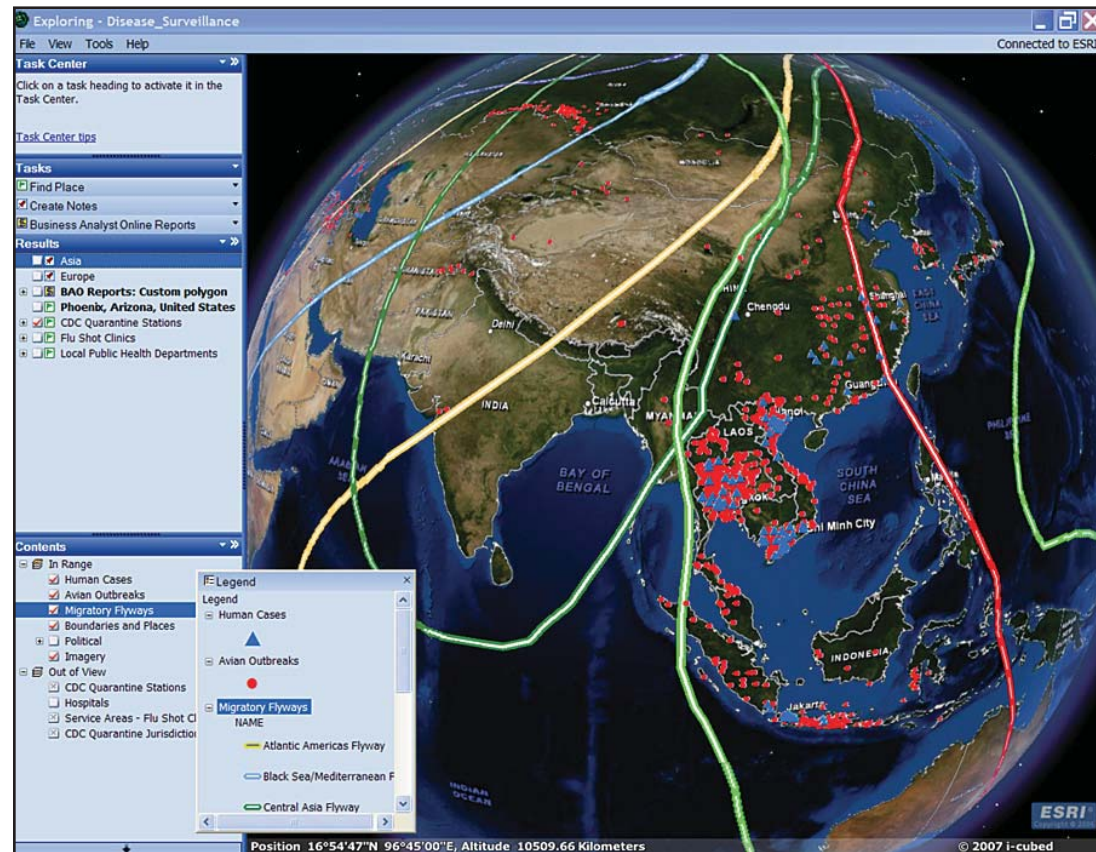 Exploring - Disease_Surveillance
File View Tools Help
Connected to ESRI
Task Center
Click on a task heading to activate it in the
Task Center.
Task Center tips
Tasks
Find Place
Create Notes
Business Analyst Online Reports
Results
Asia
Europe
BAO Reports: Custom polygon
Phoenix, Arizona, United States
CDC Quarantine Stations
Flu Shot Clinics
Local Public Health Departments
Contents
In Range
Human Cases
Avian Outbreaks
Migratory Flyways
Boundaries and Places
Political
Imagery
Out of View
CDC Quarantine Stations
Hospitals
Service Areas - Flu Shot Cl
CDC Quarantine Jurisdiction
Legend
Legend
Human Cases
Avian Outbreaks
Migratory Flyways
NAME
Atlantic Americas Flyway
Black Sea/Mediterranean F
Central Asia Flyway
MONGOLIA
Chengdu
Shanghai
EAST
CHINA
SEA
PAKISTAN
Delhi
Karachi
INDIA
Calcutta
LAOS
BAY OF
BENGAL
SOUTH
CHINA
SEA
Minh City
INDONESIA
Jakarta
INDIAN
OCEAN
ESRI
Position 16°54'47"N 96°45'00"E, Altitude 10509.66 Kilometers
© 2007 i-cubed